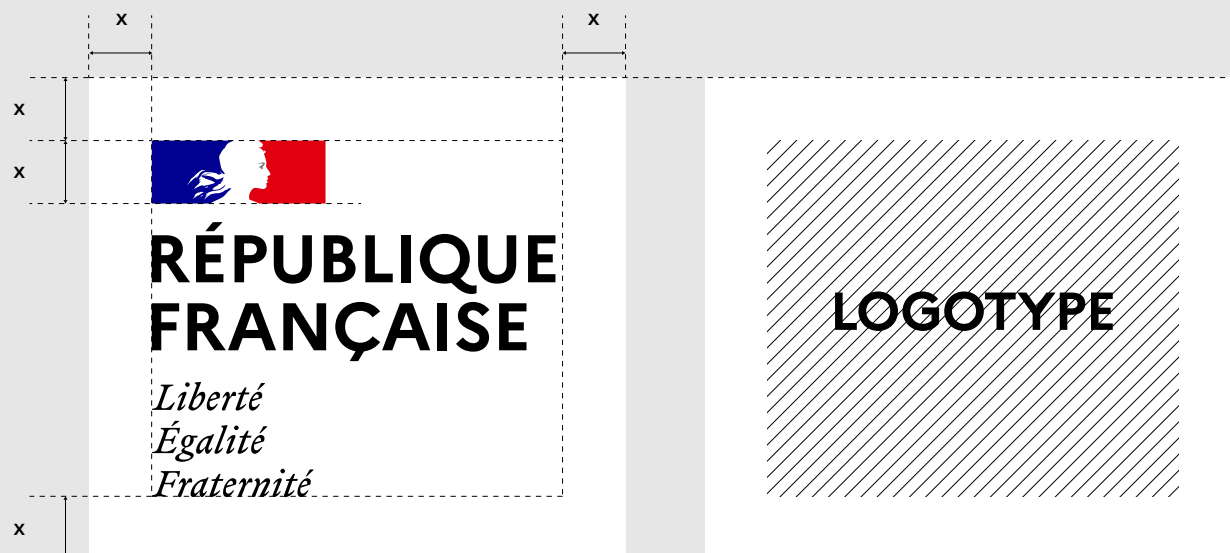 X
X
X
X
RÉPUBLIQUE
FRANÇAISE
Liberté
Égalité
Fraternité
X
LOGOTYPE